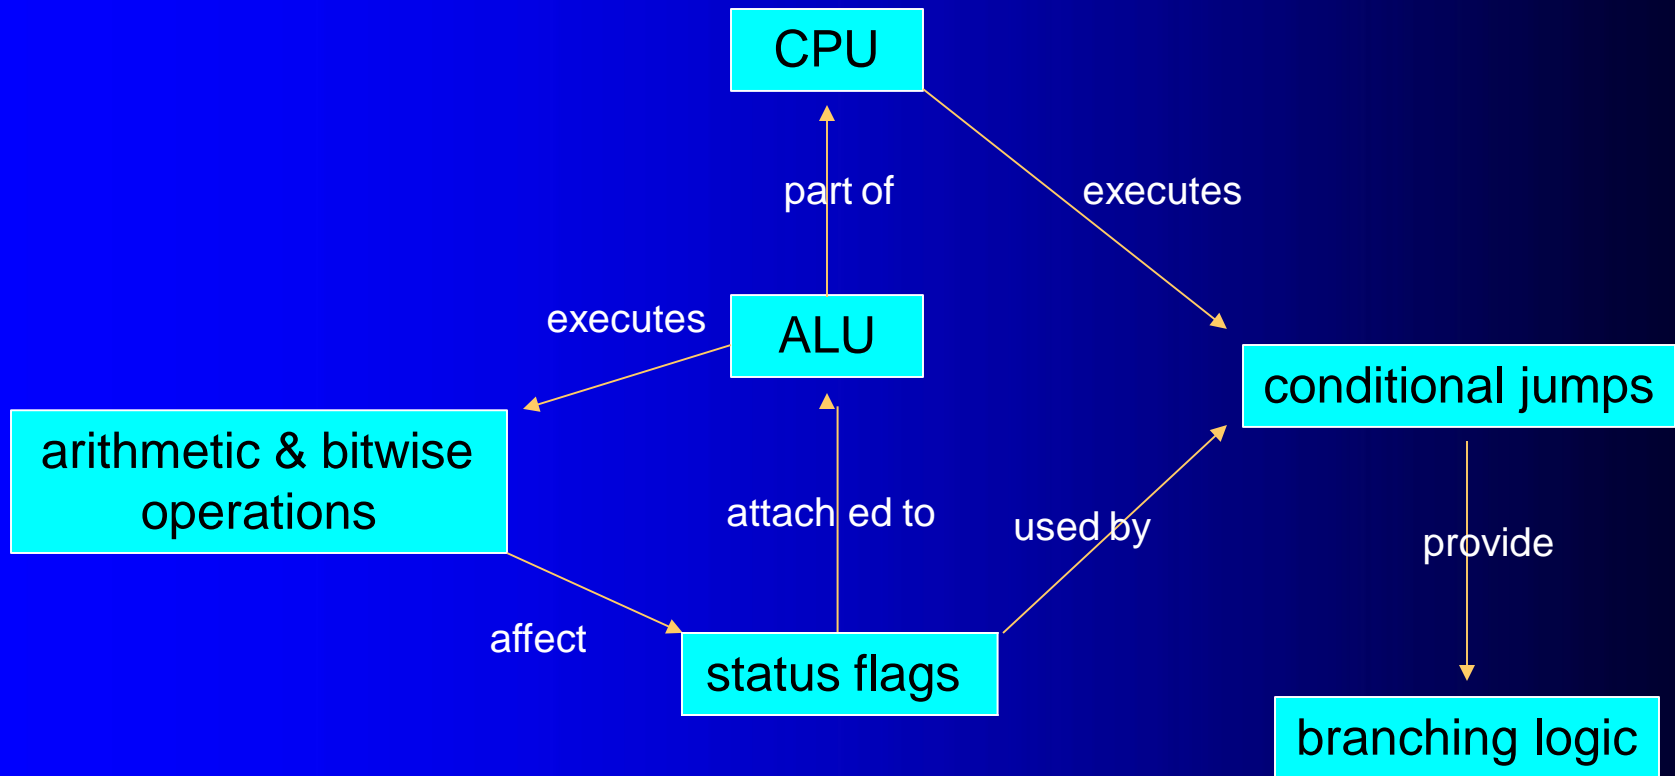 CPU
part of
executes
executes
ALU
conditional jumps
arithmetic & bitwise
operations
attach ed to
used by
provide
affect
status flags
branching logic